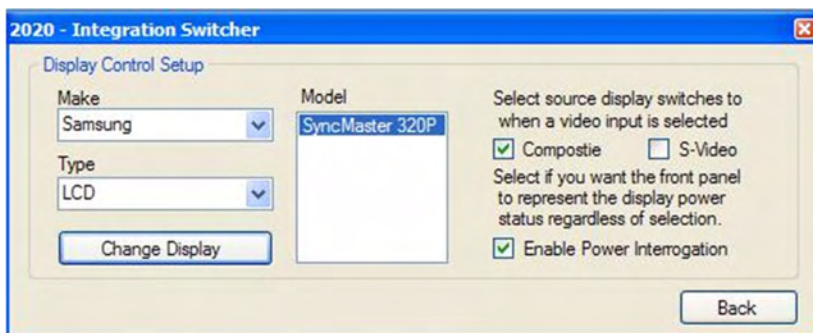 2020 - Integration Switcher
Display Control Setup
Make
Samsung
Type
LCD
Change Display
Model
SyncMaster 320P
Select source display switches to
when a video input is selected
Compostie
S-Video
Select if you want the front panel
to represent the display power
status regardless of selection.
Enable Power Interrogation
Back